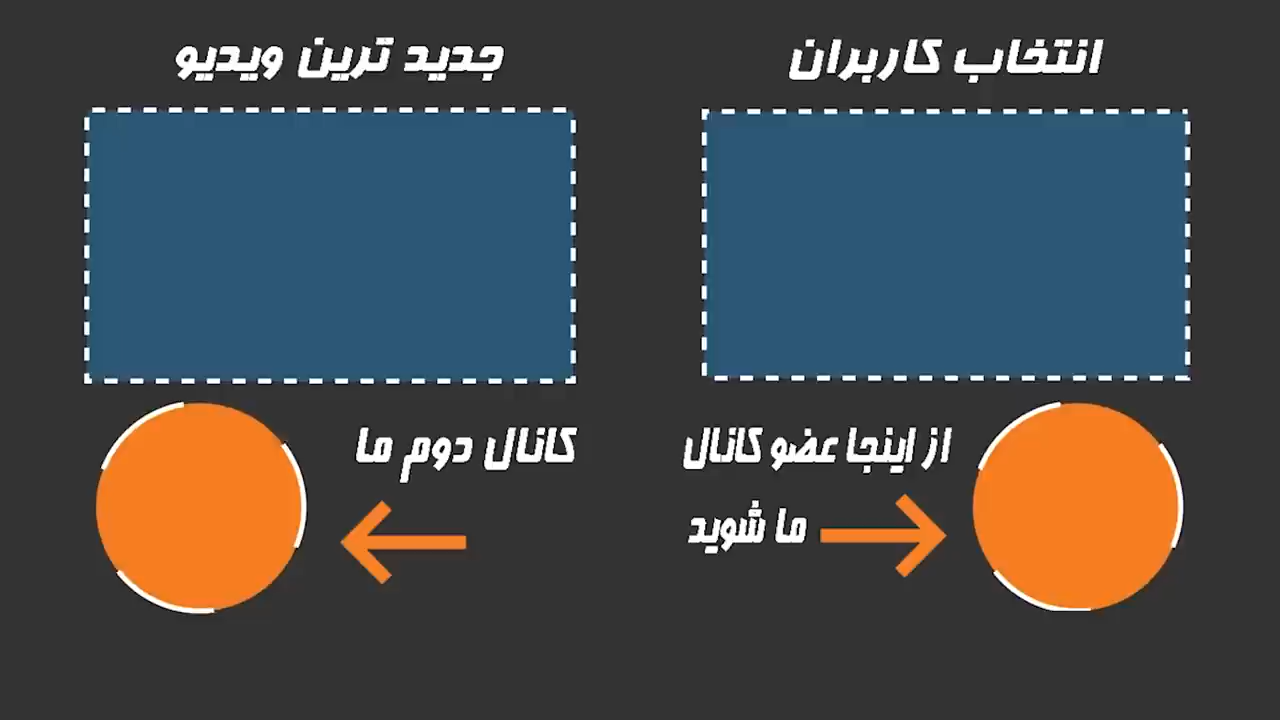 انتخاب کاربران
جدید ترین ویدیو
از اینجا عضو کانال
ما شوید
کانال دوم ما